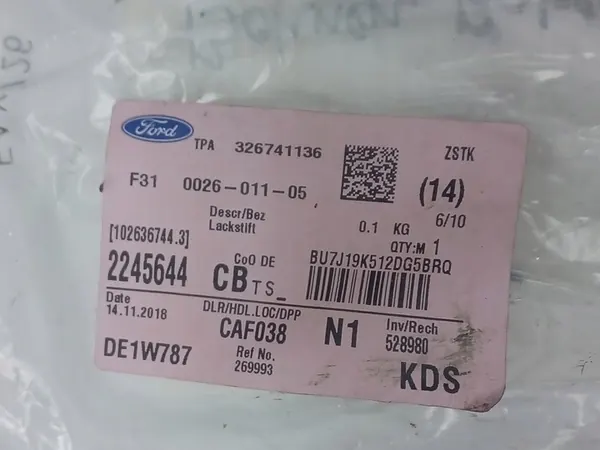 Ford TPA 326741136 ZSTK
F31 0026-011-05 (14)
Descr/Bez 0.1 KG 6/10
Lackstift QTY:M 1
[102636744.3] CoO DE BU7J19K512DG5BRQ
2245644 CB TS_
Date DLR/HDL.LOC/DPP Inv/Rech
14.11.2018 CAF038 N1 528980
DE1W787 Ref No. KDS
269993